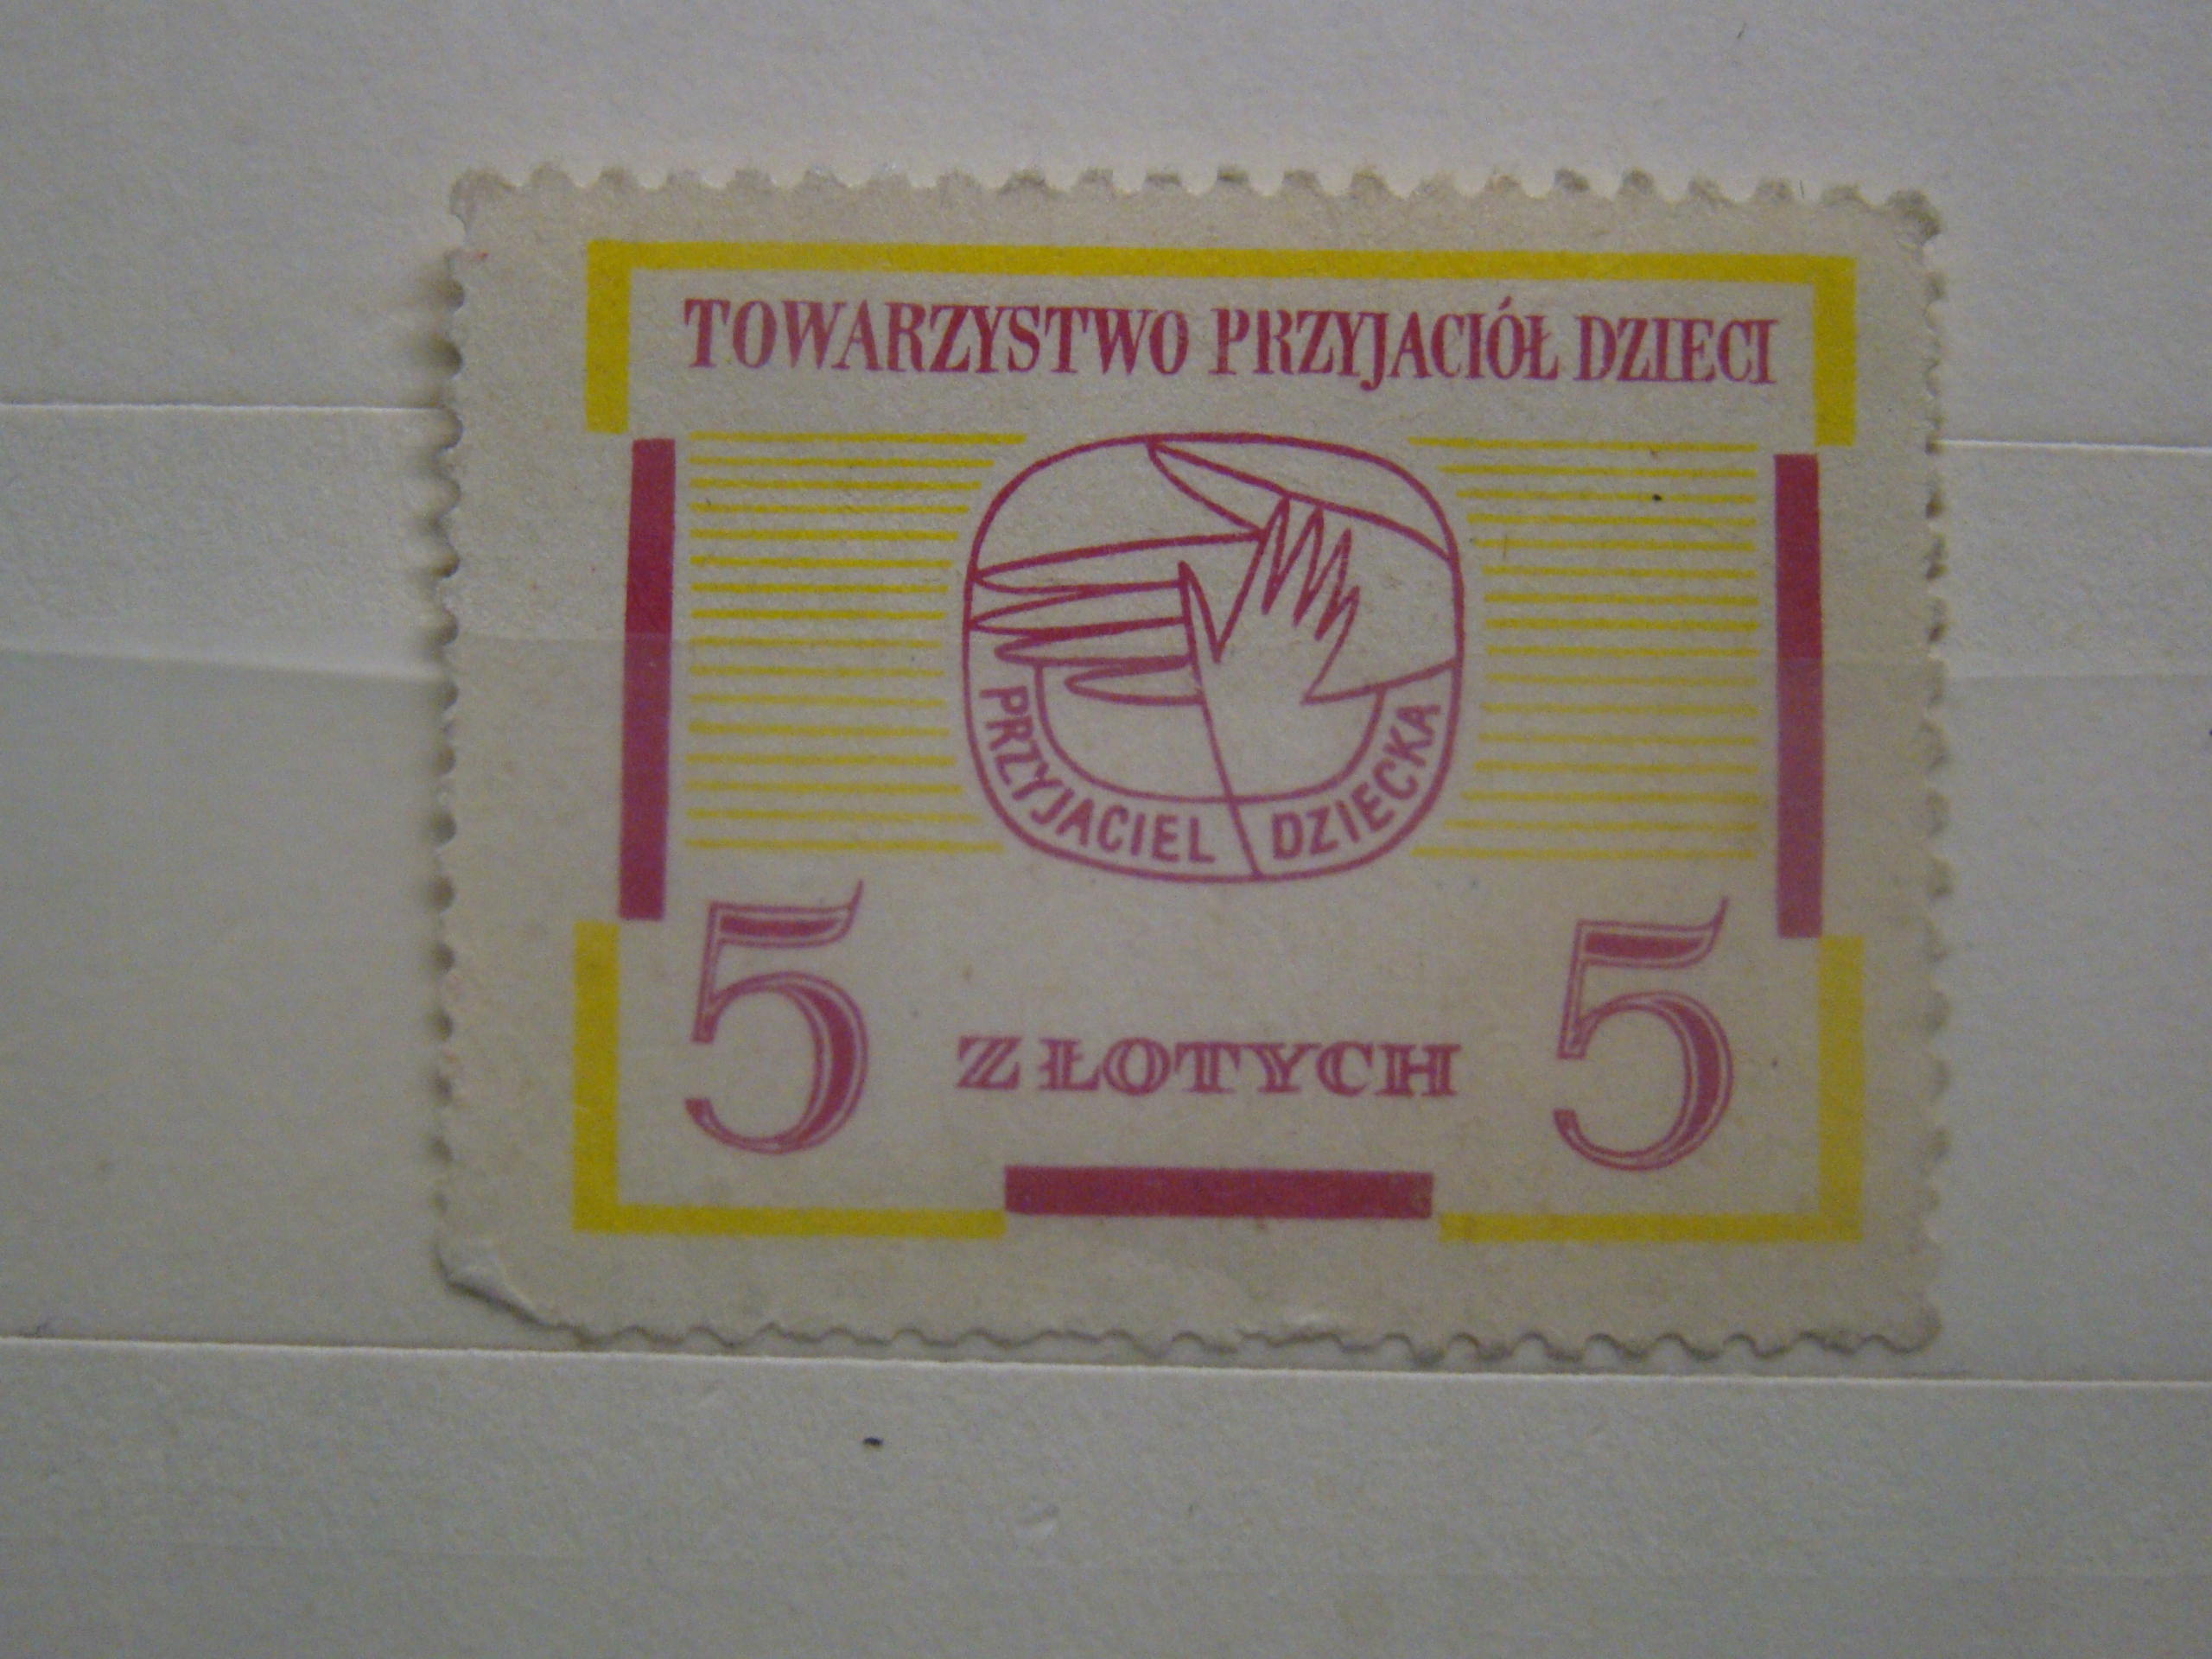 TOWARZYSTWO PRZYJACIÓŁ DZIECI
PRZYJACIEL DZIECKA
5 ZŁOTYCH 5